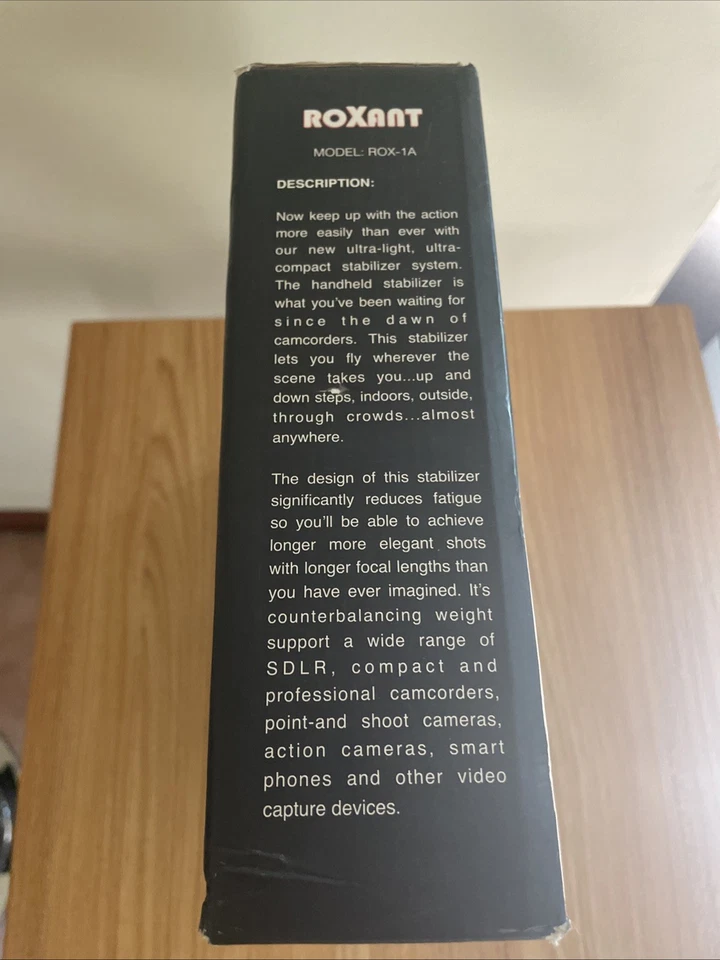 ROXANT
MODEL: ROX-1A
DESCRIPTION:
Now keep up with the action
more easily than ever with
our new ultra-light, ultra-
compact stabilizer system.
The handheld stabilizer is
what you've been waiting for
since the dawn of
camcorders. This stabilizer
lets you fly wherever the
scene takes you...up and
down steps, indoors, outside,
through crowds...almost
anywhere.
The design of this stabilizer
significantly reduces fatigue
so you'll be able to achieve
longer more elegant shots
with longer focal lengths than
you have ever imagined. It's
counterbalancing weight
support a wide range of
SDLR, compact and
professional camcorders,
point-and shoot cameras,
action cameras, smart
phones and other video
capture devices.